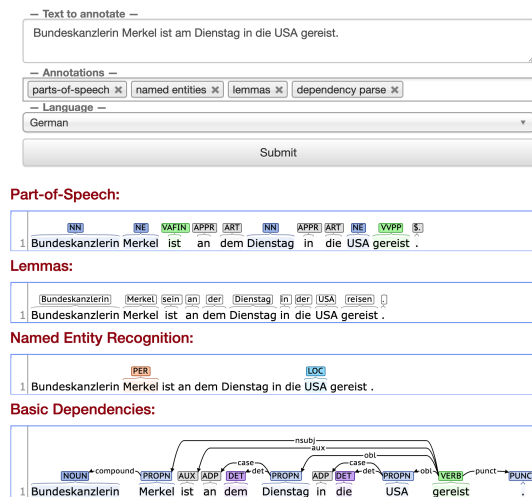 Text to annotate
Bundeskanzlerin Merkel ist am Dienstag in die USA gereist.
Annotations
parts-of-speech × named entities × lemmas × dependency parse ×
Language
German
Submit
Part-of-Speech:
NN NE VAFIN APPR ART NN APPR ART NE VVPP $.
1 Bundeskanzlerin Merkel ist an dem Dienstag in die USA gereist .
Lemmas:
Bundeskanzlerin Merkel sein an der Dienstag in der USA reisen .
1 Bundeskanzlerin Merkel ist an dem Dienstag in die USA gereist .
Named Entity Recognition:
PER LOC
1 Bundeskanzlerin Merkel ist an dem Dienstag in die USA gereist .
Basic Dependencies:
nsubj
aux
obl
case case
compound det det obl punct
NOUN PROPN AUX ADP DET PROPN ADP DET PROPN VERB PUNC
1 Bundeskanzlerin Merkel ist an dem Dienstag in die USA gereist .